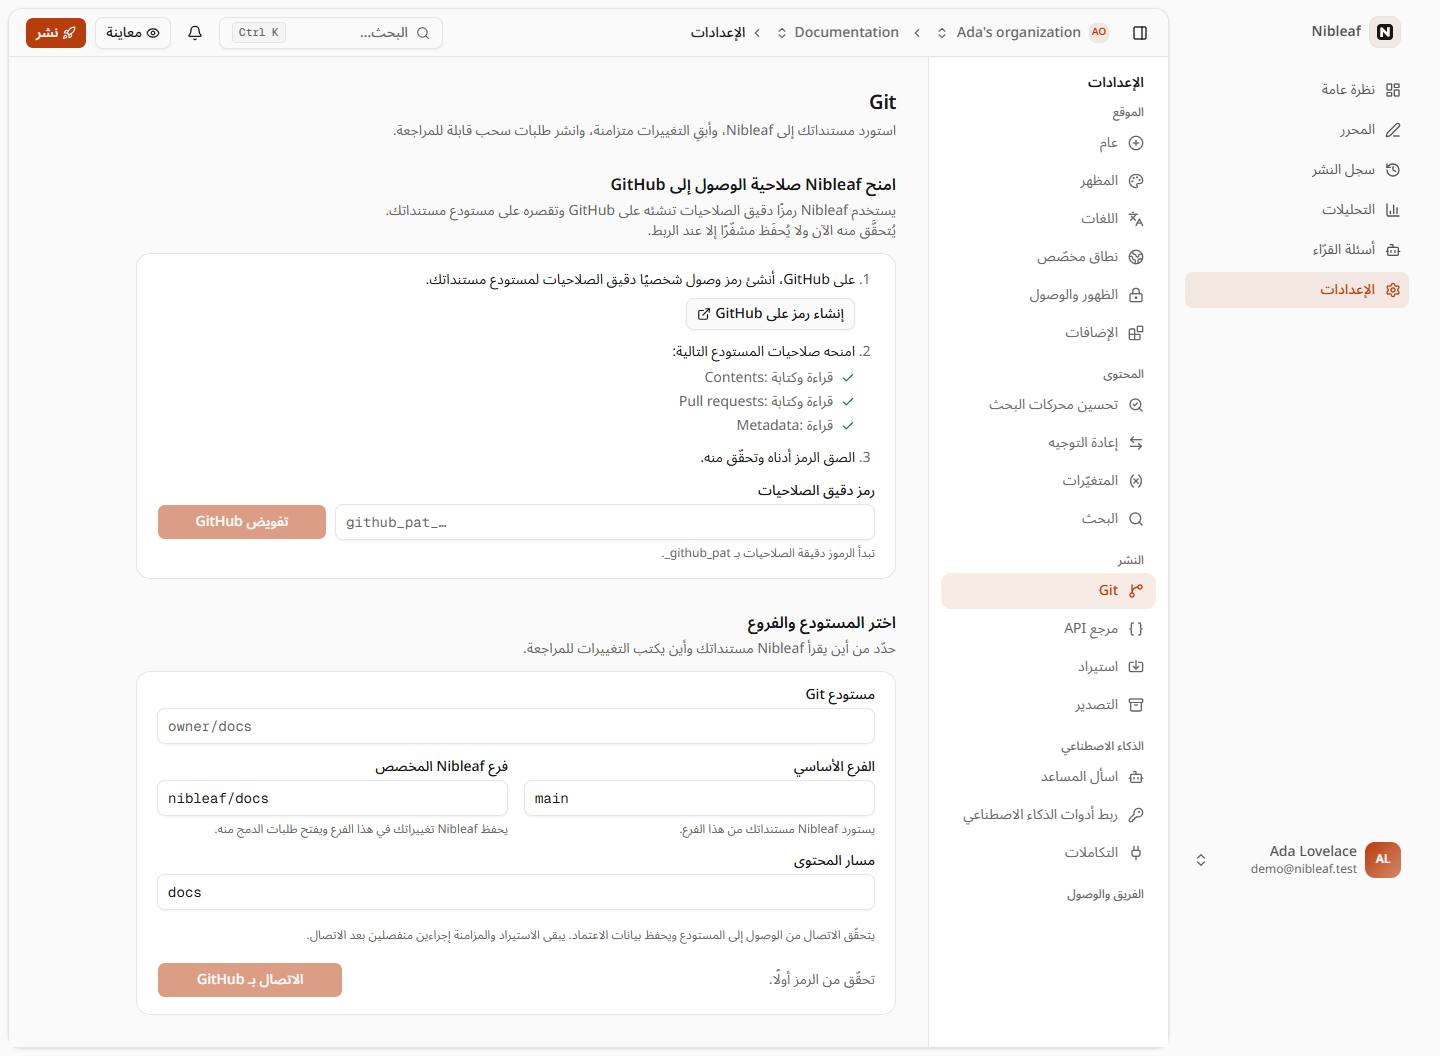 Nibleaf
نظرة عامة
المحرر
سجل النشر
التحليلات
أسئلة القرّاء
الإعدادات
Ada Lovelace
demo@nibleaf.test
AL
AO Ada's organization
Documentation
الإعدادات
البحث...
Ctrl K
معاينة
نشر
الإعدادات
الموقع
عام
المظهر
اللغات
نطاق مخصّص
الظهور والوصول
الإضافات
المحتوى
تحسين محركات البحث
إعادة التوجيه
المتغيّرات
البحث
النشر
Git
مرجع API
استيراد
التصدير
الذكاء الاصطناعي
اسأل المساعد
ربط أدوات الذكاء الاصطناعي
التكاملات
الفريق والوصول
Git
استورد مستنداتك إلى Nibleaf، وأبقِ التغييرات متزامنة، وانشر طلبات سحب قابلة للمراجعة.
امنح Nibleaf صلاحية الوصول إلى GitHub
يستخدم Nibleaf رمزًا دقيق الصلاحيات تنشئه على GitHub وتقصره على مستودع مستنداتك.
يُتحقَّق منه الآن ولا يُحفَظ مشفّرًا إلا عند الربط.
1. على GitHub، أنشئ رمز وصول شخصيًا دقيق الصلاحيات لمستودع مستنداتك.
إنشاء رمز على GitHub
2. امنحه صلاحيات المستودع التالية:
Contents: قراءة وكتابة
Pull requests: قراءة وكتابة
Metadata: قراءة
3. الصق الرمز أدناه وتحقّق منه.
رمز دقيق الصلاحيات
github_pat_…
تفويض GitHub
تبدأ الرموز دقيقة الصلاحيات بـ github_pat_.
اختر المستودع والفروع
حدّد من أين يقرأ Nibleaf مستنداتك وأين يكتب التغييرات للمراجعة.
مستودع Git
owner/docs
الفرع الأساسي
main
يستورد Nibleaf مستنداتك من هذا الفرع.
فرع Nibleaf المخصص
nibleaf/docs
يحفظ Nibleaf تغييراتك في هذا الفرع ويفتح طلبات الدمج منه.
مسار المحتوى
docs
يتحقّق الاتصال من الوصول إلى المستودع ويحفظ بيانات الاعتماد. يبقى الاستيراد والمزامنة إجراءين منفصلين بعد الاتصال.
تحقّق من الرمز أولًا.
الاتصال بـ GitHub